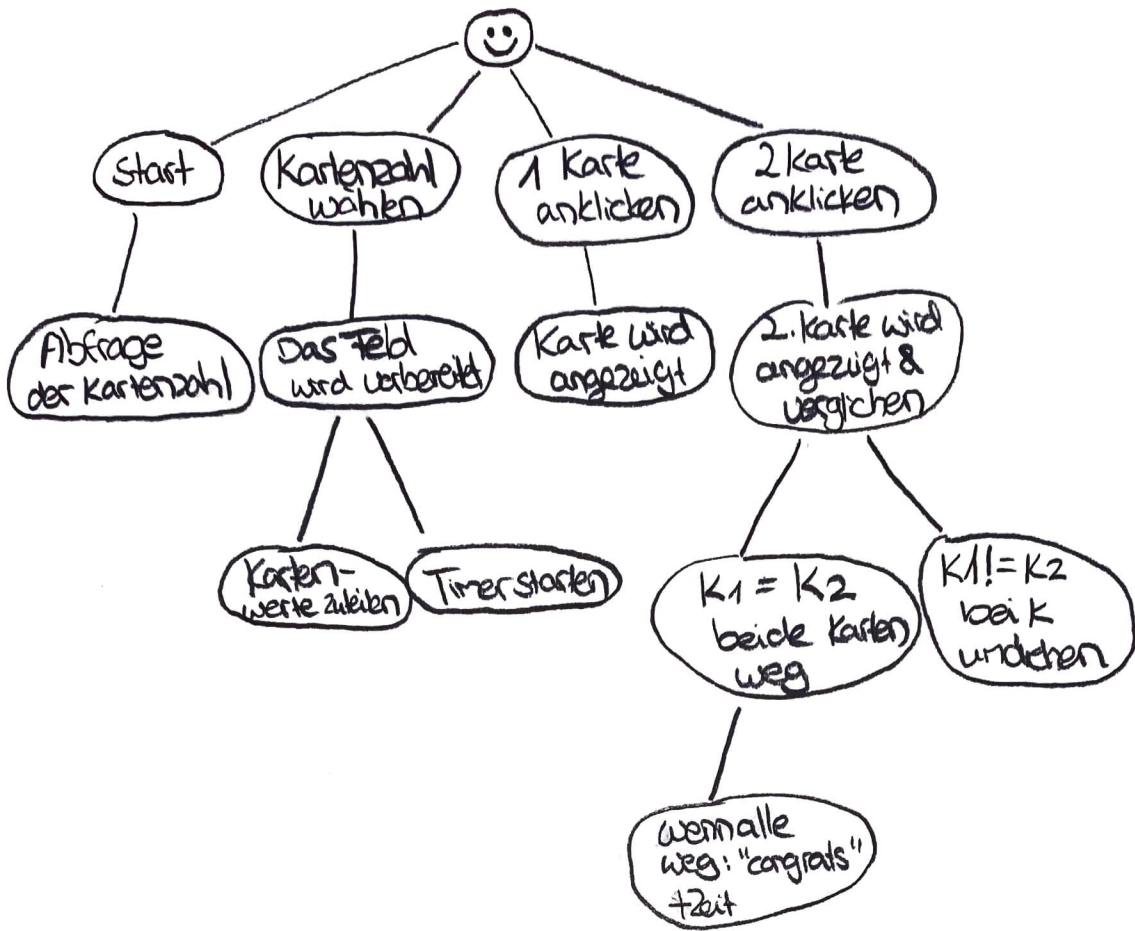 Start
Kartenzahl
wählen
1 Karte
anklicken
2 Karte
anklicken
Abfrage
der Kartenzahl
Das Feld
wird vorbereitet
Karte wird
angezeigt
2. Karte wird
angezeigt &
verglichen
Karten-
werte zuteilen
Timer starten
K1 = K2
beide Karten
weg
K1! = K2
bei K
umdrehen
wenn alle
weg: "congrats"
+Zeit